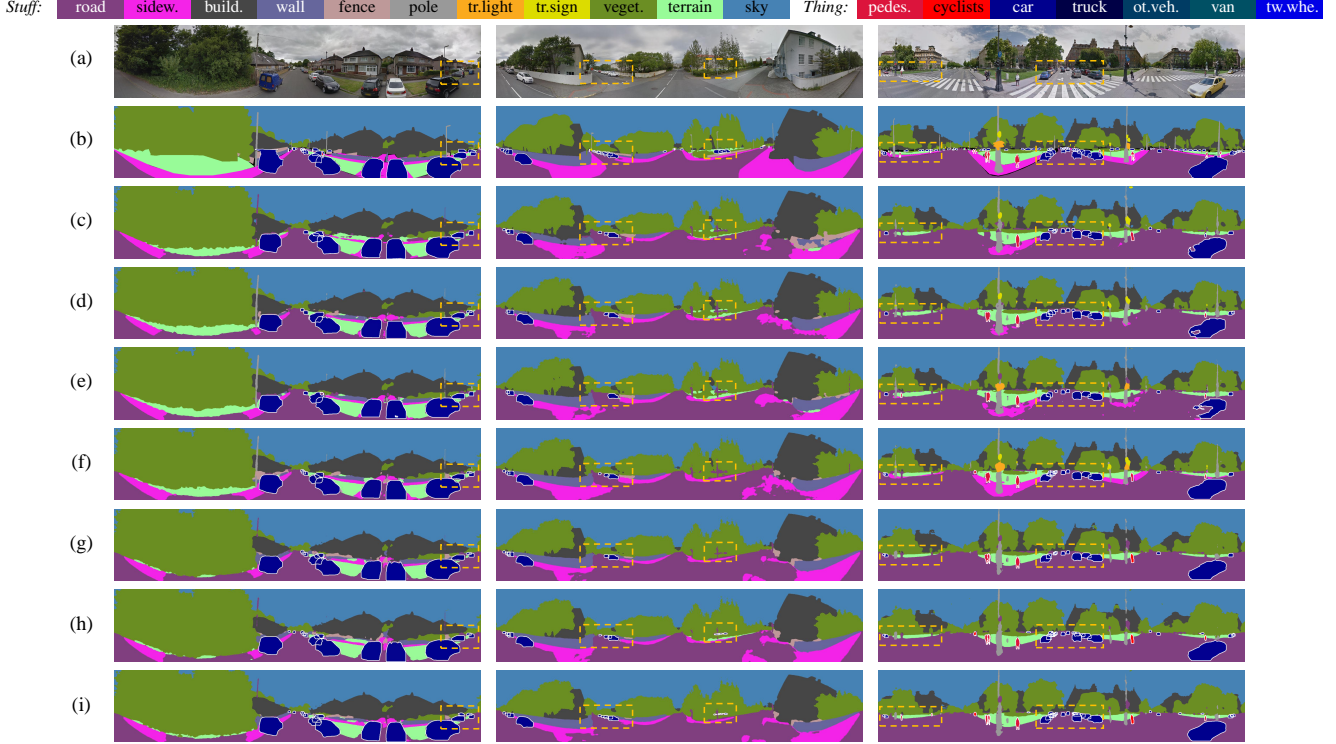 Stuff: road sidew. build. wall fence pole tr.light tr.sign veget. terrain sky Thing: pedes. cyclists car truck ot.veh. van tw.whe.
(a)
(b)
(c)
(d)
(e)
(f)
(g)
(h)
(i)